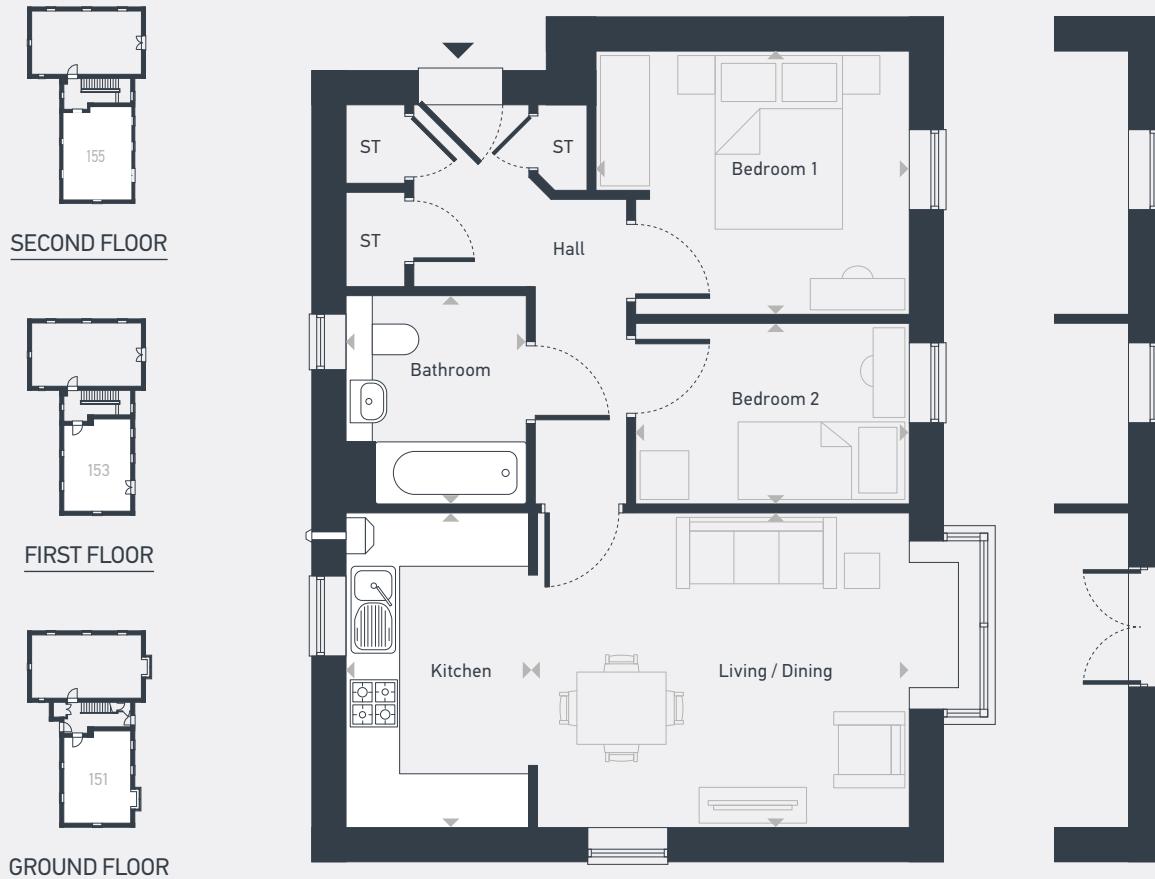 155
SECOND FLOOR
153
FIRST FLOOR
151
GROUND FLOOR
ST
ST
Bedroom 1
ST
Hall
Bathroom
Bedroom 2
Kitchen
Living / Dining